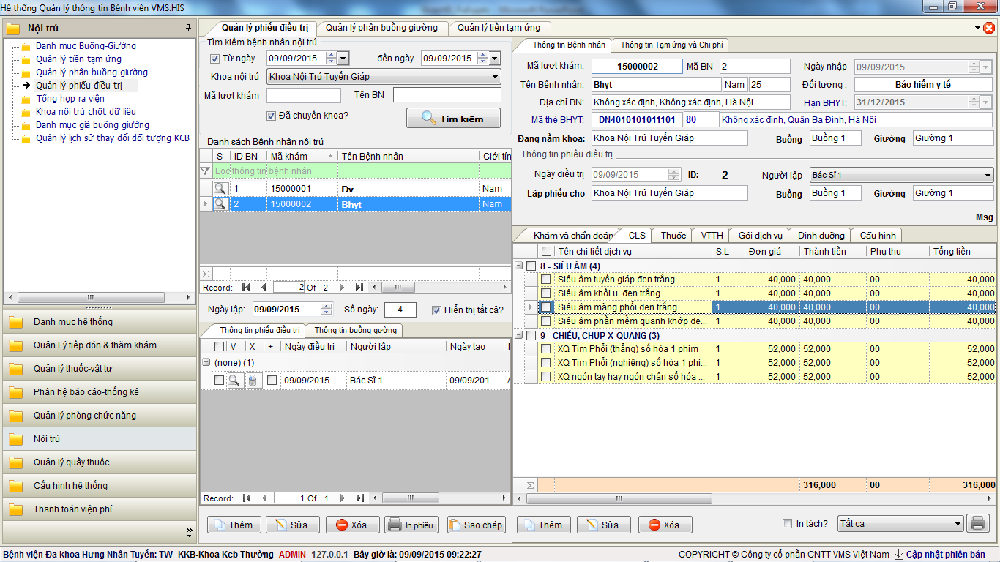 Hệ thống Quản lý thông tin Bệnh viện VMS.HIS
Nội trú
Danh mục Buồng-Giường
Quản lý tiền tạm ứng
Quản lý phân buồng giường
Quản lý phiếu điều trị
Tổng hợp ra viện
Khoa nội trú chốt dữ liệu
Danh mục giá buồng giường
Quản lý lịch sử thay đổi đối tượng KCB
Danh mục hệ thống
Quản Lý tiếp đón & thăm khám
Quản lý thuốc-vật tư
Phân hệ báo cáo-thống kê
Quản lý phòng chức năng
Nội trú
Quản lý quầy thuốc
Cấu hình hệ thống
Thanh toán viện phí
Quản lý phiếu điều trị Quản lý phân buồng giường Quản lý tiền tạm ứng
Tìm kiếm bệnh nhân nội trú
Từ ngày 09/09/2015 đến ngày 09/09/2015
Khoa nội trú Khoa Nội Trú Tuyến Giáp
Mã lượt khám Tên BN
Đã chuyển khoa? Tìm kiếm
Danh sách Bệnh nhân nội trú
S ID BN Mã khám Tên Bệnh nhân Giới tín
Lọc thông tin bệnh nhân
1 15000001 Dv Nam
2 15000002 Bhyt Nam
Record: 2 Of 2
Ngày lập: 09/09/2015 Số ngày: 4 Hiển thị tất cả?
Thông tin phiếu điều trị Thông tin buồng gường
V X + Ngày điều trị Người lập Ngày tạo
(none) (1)
09/09/2015 Bác Sĩ 1 09/09/201...
Record: 1 Of 1
Thêm Sửa Xóa In phiếu Sao chép
Thông tin Bệnh nhân Thông tin Tạm ứng và Chi phí
Mã lượt khám: 15000002 Mã BN 2 Ngày nhập 09/09/2015
Tên Bệnh nhân: Bhyt Nam 25 Đối tượng : Bảo hiểm y tế
Địa chỉ BN: Không xác định, Không xác định, Hà Nội Hạn BHYT: 31/12/2015
Mã thẻ BHYT: DN4010101011101 80 Không xác định, Quận Ba Đình, Hà Nội
Đang nằm khoa: Khoa Nội Trú Tuyến Giáp Buồng Buồng 1 Giường Giường 1
Thông tin phiếu điều trị
Ngày điều trị 09/09/2015 ID: 2 Người lập Bác Sĩ 1
Lập phiếu cho Khoa Nội Trú Tuyến Giáp Buồng Buồng 1 Giường Giường 1
Msg
Khám và chẩn đoán CLS Thuốc VTTH Gói dịch vụ Dinh dưỡng Cấu hình
Tên chi tiết dịch vụ S.L Đơn giá Thành tiền Phụ thu Tổng tiền
8 - SIÊU ÂM (4)
Siêu âm tuyến giáp đen trắng 1 40,000 40,000 00 40,000
Siêu âm khối u đen trắng 1 40,000 40,000 00 40,000
Siêu âm màng phổi đen trắng 1 40,000 40,000 00 40,000
Siêu âm phần mềm quanh khớp đe... 1 40,000 40,000 00 40,000
9 - CHIẾU, CHỤP X-QUANG (3)
XQ Tim Phổi (thẳng) số hóa 1 phim 1 52,000 52,000 00 52,000
XQ Tim Phổi (nghiêng) số hóa 1 phi... 1 52,000 52,000 00 52,000
XQ ngón tay hay ngón chân số hóa ... 1 52,000 52,000 00 52,000
316,000 00 316,000
Thêm Sửa Xóa In tách? Tất cả
Bệnh viện Đa khoa Hưng Nhân Tuyến: TW KKB-Khoa Kcb Thường ADMIN 127.0.0.1 Bây giờ là: 09/09/2015 09:22:27 COPYRIGHT © Công ty cổ phần CNTT VMS Việt Nam Cập nhật phiên bản